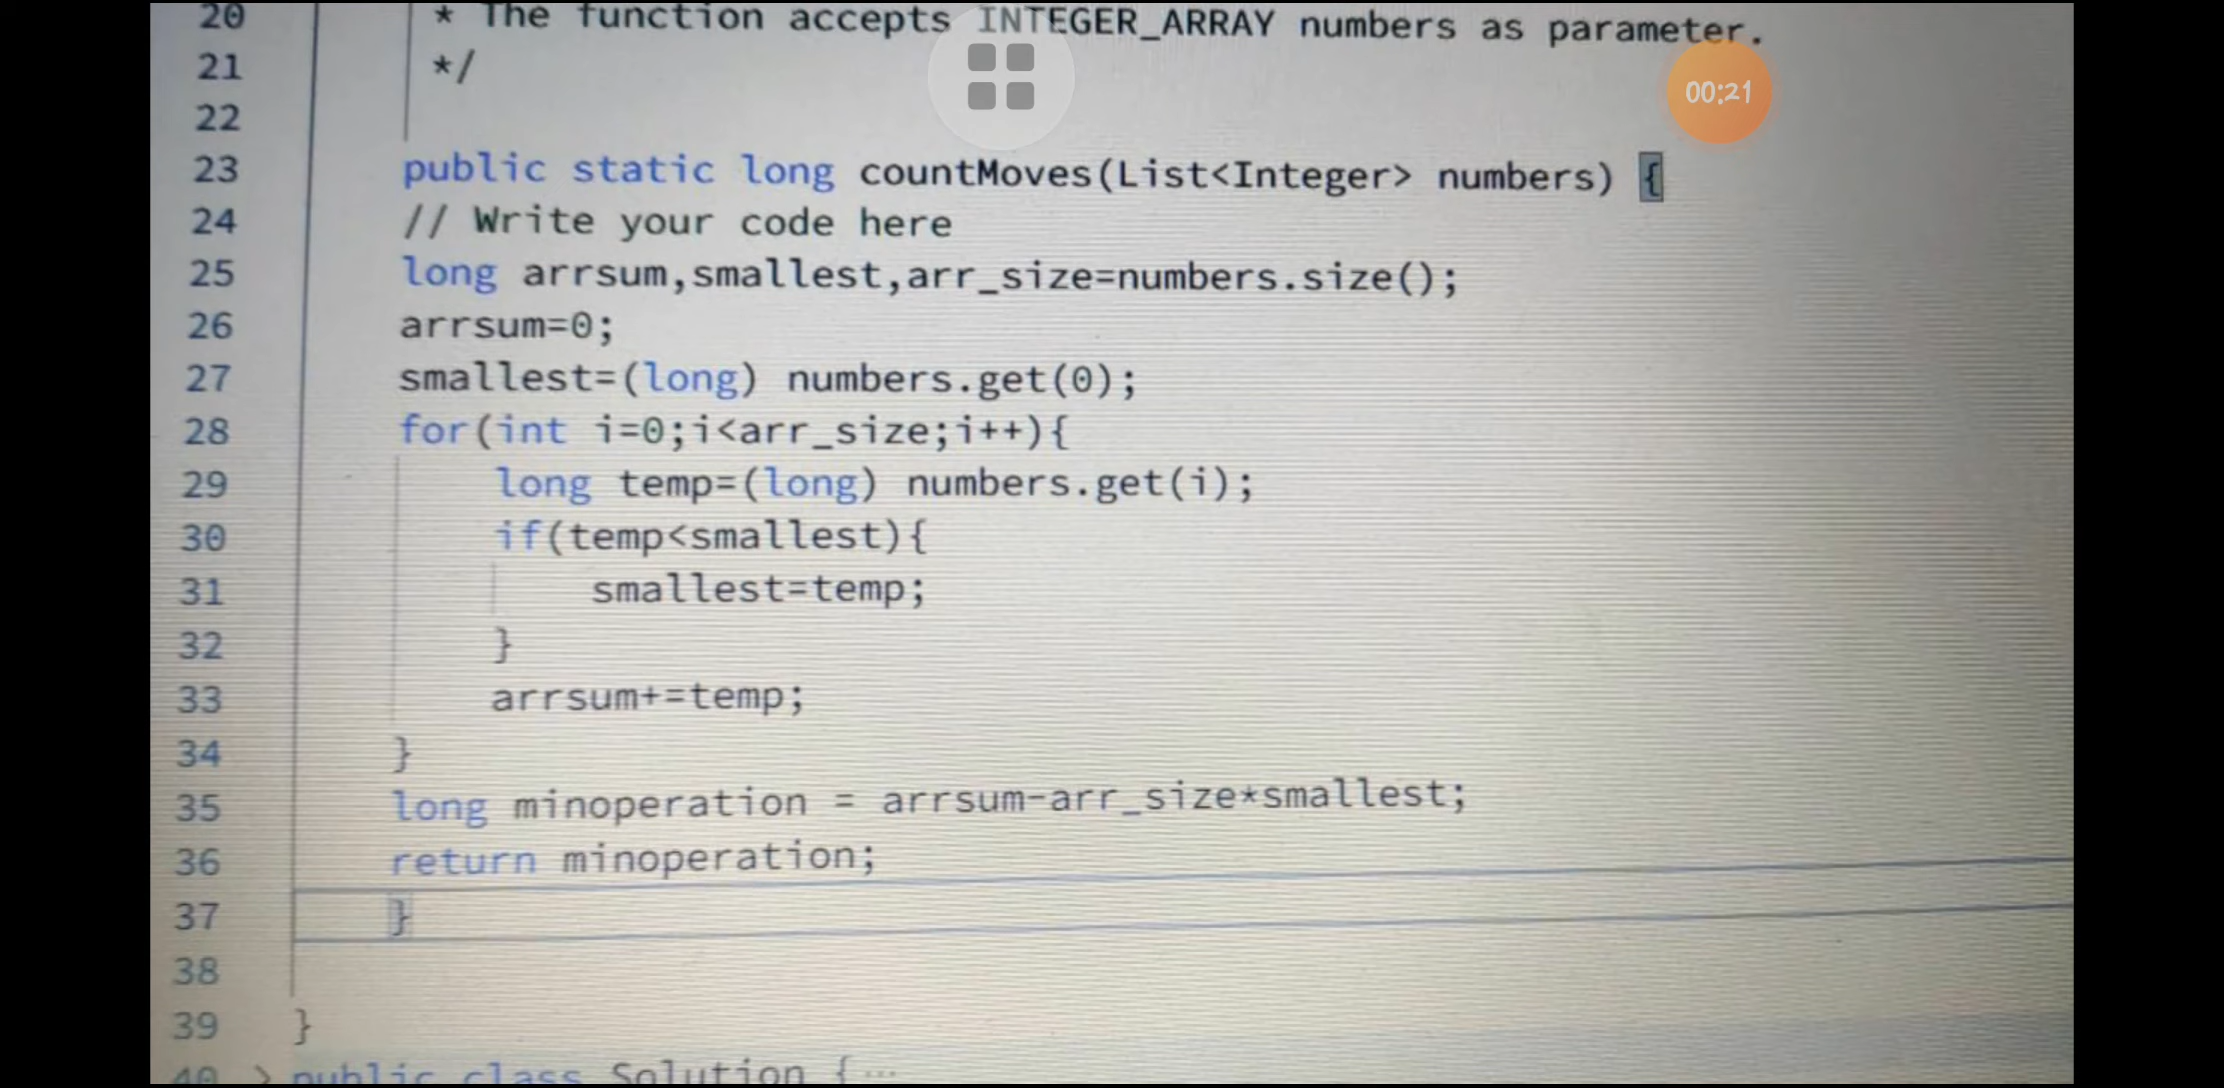 20 * The function accepts INTEGER_ARRAY numbers as parameter.
21 */
00:21
22
23 public static long countMoves(List<Integer> numbers) {
24 // Write your code here
25 long arrsum,smallest,arr_size=numbers.size();
26 arrsum=0;
27 smallest=(long) numbers.get(0);
28 for(int i=0;i<arr_size;i++){
29 long temp=(long) numbers.get(i);
30 if(temp<smallest){
31 smallest=temp;
32 }
33 arrsum+=temp;
34 }
35 long minoperation = arrsum-arr_size*smallest;
36 return minoperation;
37 }
38
39 }
40 > public class Solution { ...